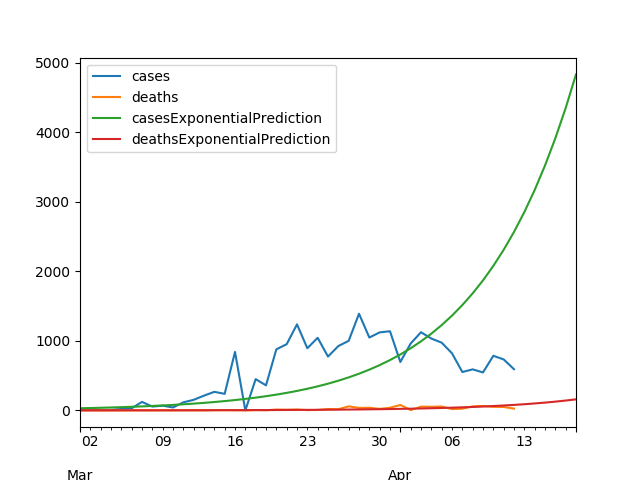 5000
4000
3000
2000
1000
0
cases
deaths
casesExponentialPrediction
deathsExponentialPrediction
02 09 16 23 30 06 13
Mar Apr